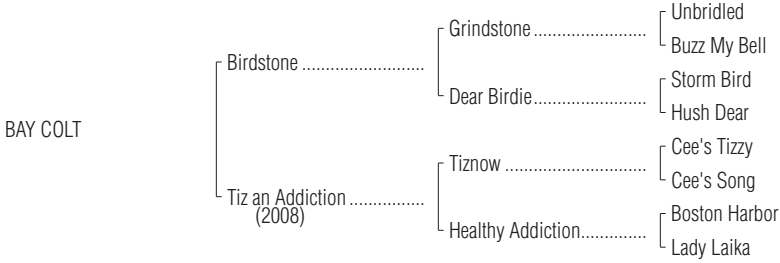 Unbridled
Grindstone ........................
Buzz My Bell
Birdstone ..........................
Storm Bird
Dear Birdie........................
Hush Dear
BAY COLT
Cee's Tizzy
Tiznow ..............................
Cee's Song
Tiz an Addiction ................
(2008)
Boston Harbor
Healthy Addiction..............
Lady Laika